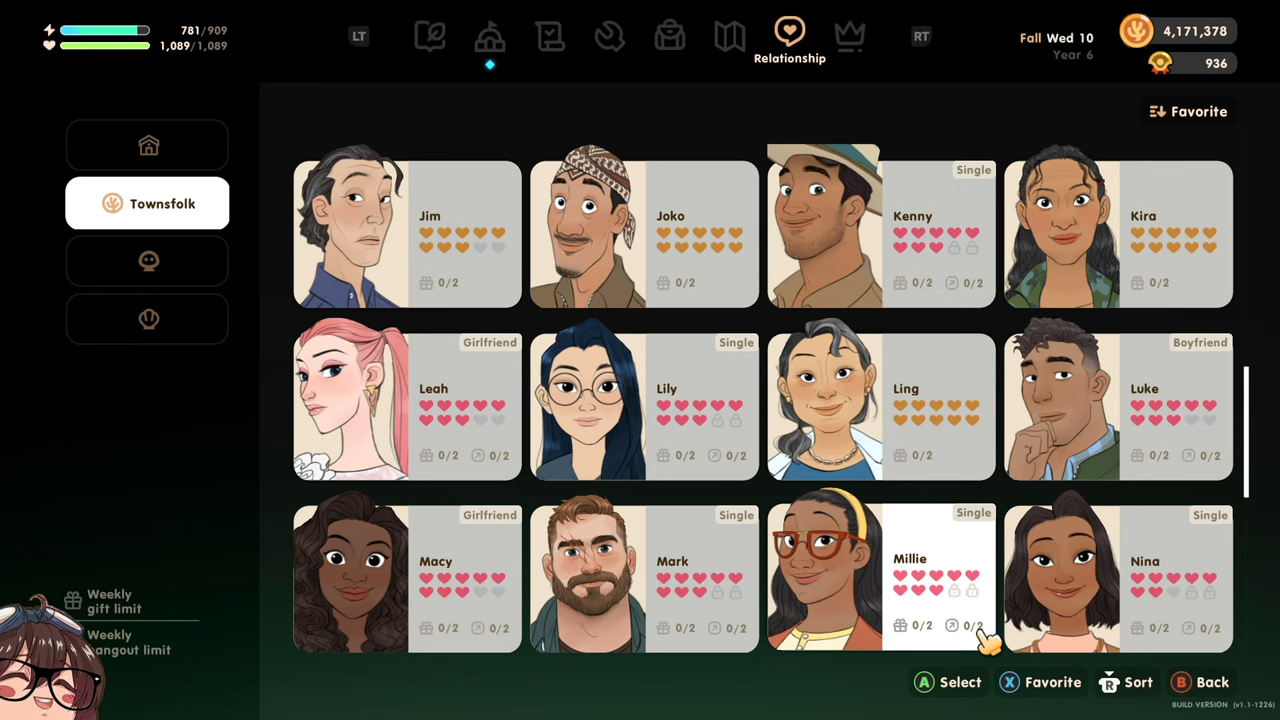 781/909
1,089/1,089
LT
Relationship
RT
Fall Wed 10
Year 6
4,171,378
936
Favorite
Townsfolk
Jim
0/2
Joko
0/2
Single
Kenny
0/2 0/2
Kira
0/2
Girlfriend
Leah
0/2 0/2
Single
Lily
0/2 0/2
Ling
0/2
Boyfriend
Luke
0/2 0/2
Girlfriend
Macy
0/2 0/2
Single
Mark
0/2 0/2
Single
Millie
0/2 0/2
Single
Nina
0/2 0/2
Weekly
gift limit
Weekly
hangout limit
A Select X Favorite R Sort B Back
BUILD VERSION (v1.1-1226)